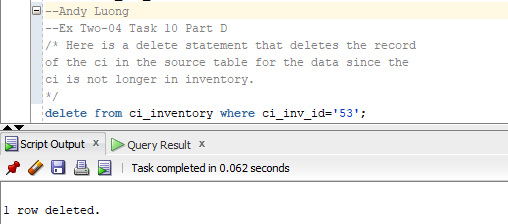 --Andy Luong
--Ex Two-04 Task 10 Part D
/* Here is a delete statement that deletes the record
of the ci in the source table for the data since the
ci is not longer in inventory.
*/
delete from ci_inventory where ci_inv_id='53';
Script Output x Query Result x
Task completed in 0.062 seconds
1 row deleted.